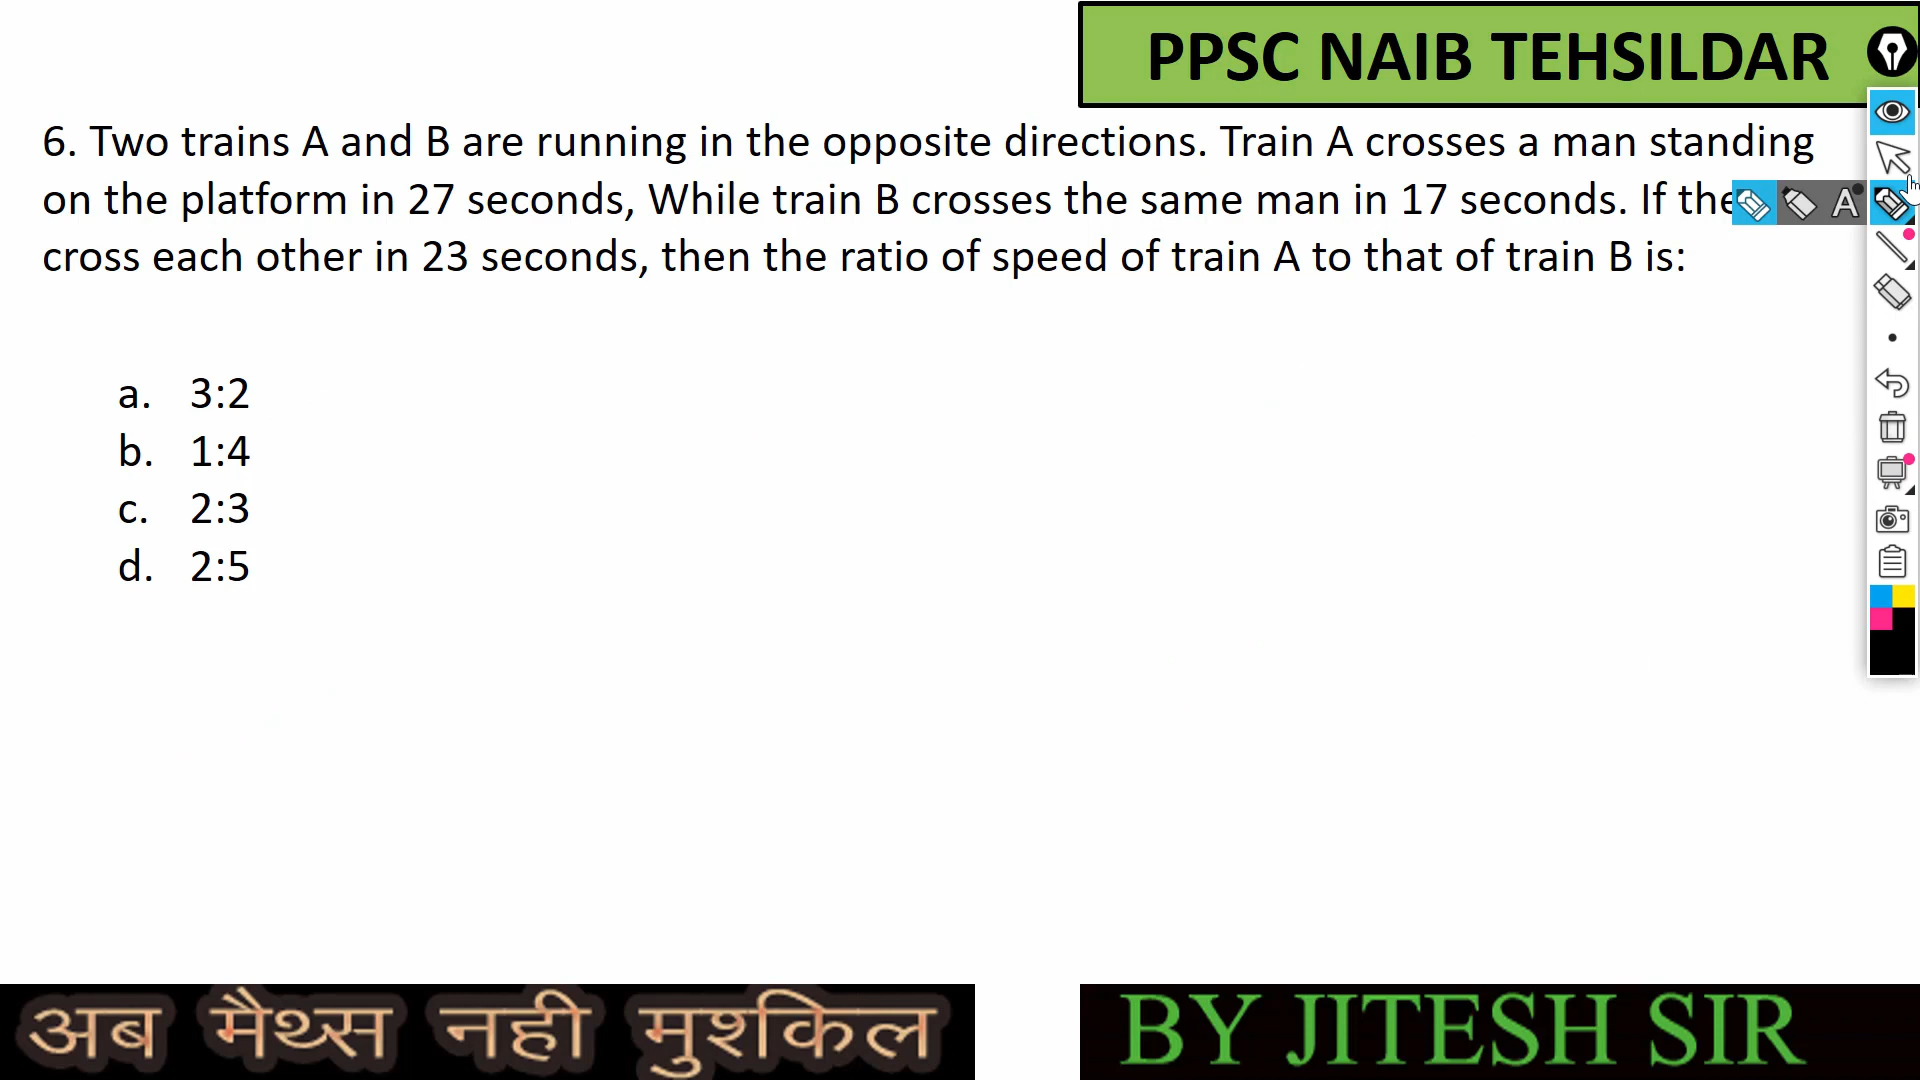 PPSC NAIB TEHSILDAR
6. Two trains A and B are running in the opposite directions. Train A crosses a man standing
on the platform in 27 seconds, While train B crosses the same man in 17 seconds. If the
cross each other in 23 seconds, then the ratio of speed of train A to that of train B is:
a. 3:2
b. 1:4
c. 2:3
d. 2:5
A
अब मैथ्स नही मुश्किल
BY JITESH SIR